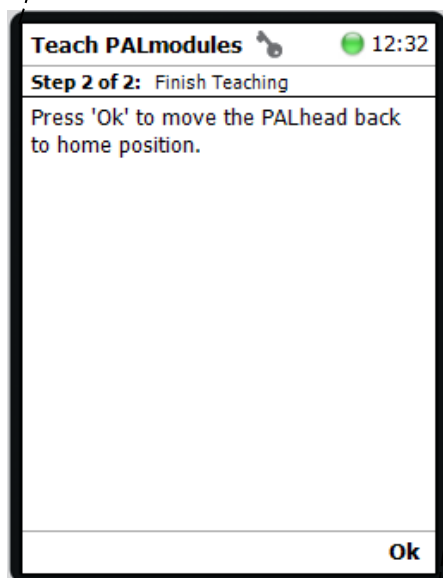 Teach PALmodules 12:32
Step 2 of 2: Finish Teaching
Press 'Ok' to move the PALhead back
to home position.
Ok